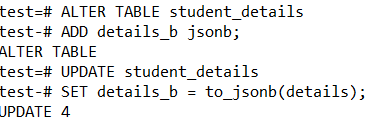 test=# ALTER TABLE student_details
test-# ADD details_b jsonb;
ALTER TABLE
test=# UPDATE student_details
test-# SET details_b = to_jsonb(details);
UPDATE 4